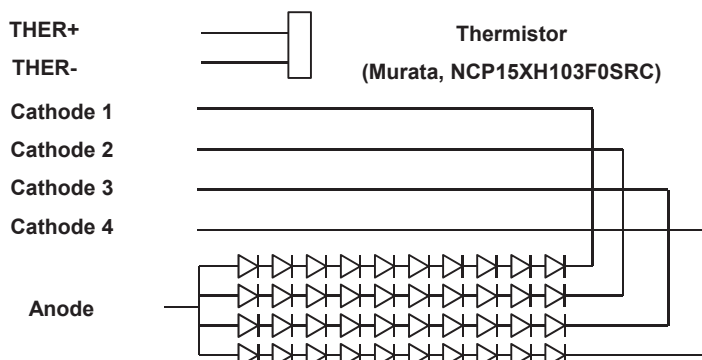 THER+
THER-
Thermistor
(Murata, NCP15XH103F0SRC)
Cathode 1
Cathode 2
Cathode 3
Cathode 4
Anode